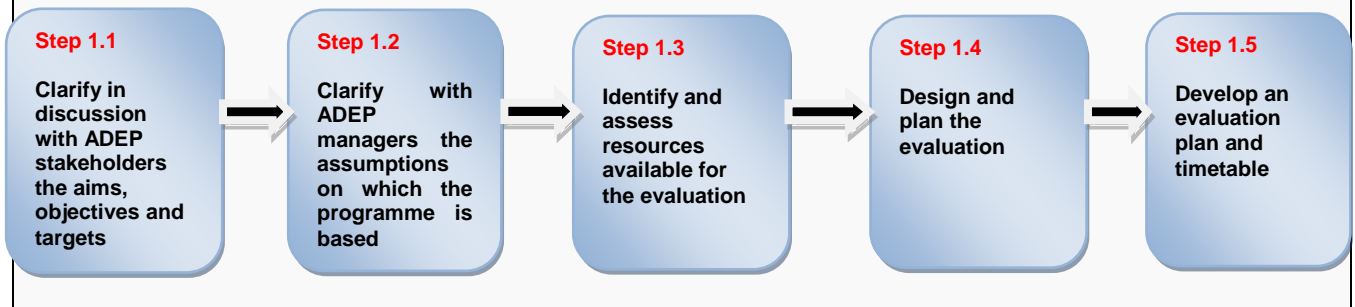 Step 1.1
Clarify in
discussion
with ADEP
stakeholders
the aims,
objectives and
targets
Step 1.2
Clarify with
ADEP
managers the
assumptions
on which the
programme is
based
Step 1.3
Identify and
assess
resources
available for
the evaluation
Step 1.4
Design and
plan the
evaluation
Step 1.5
Develop an
evaluation
plan and
timetable